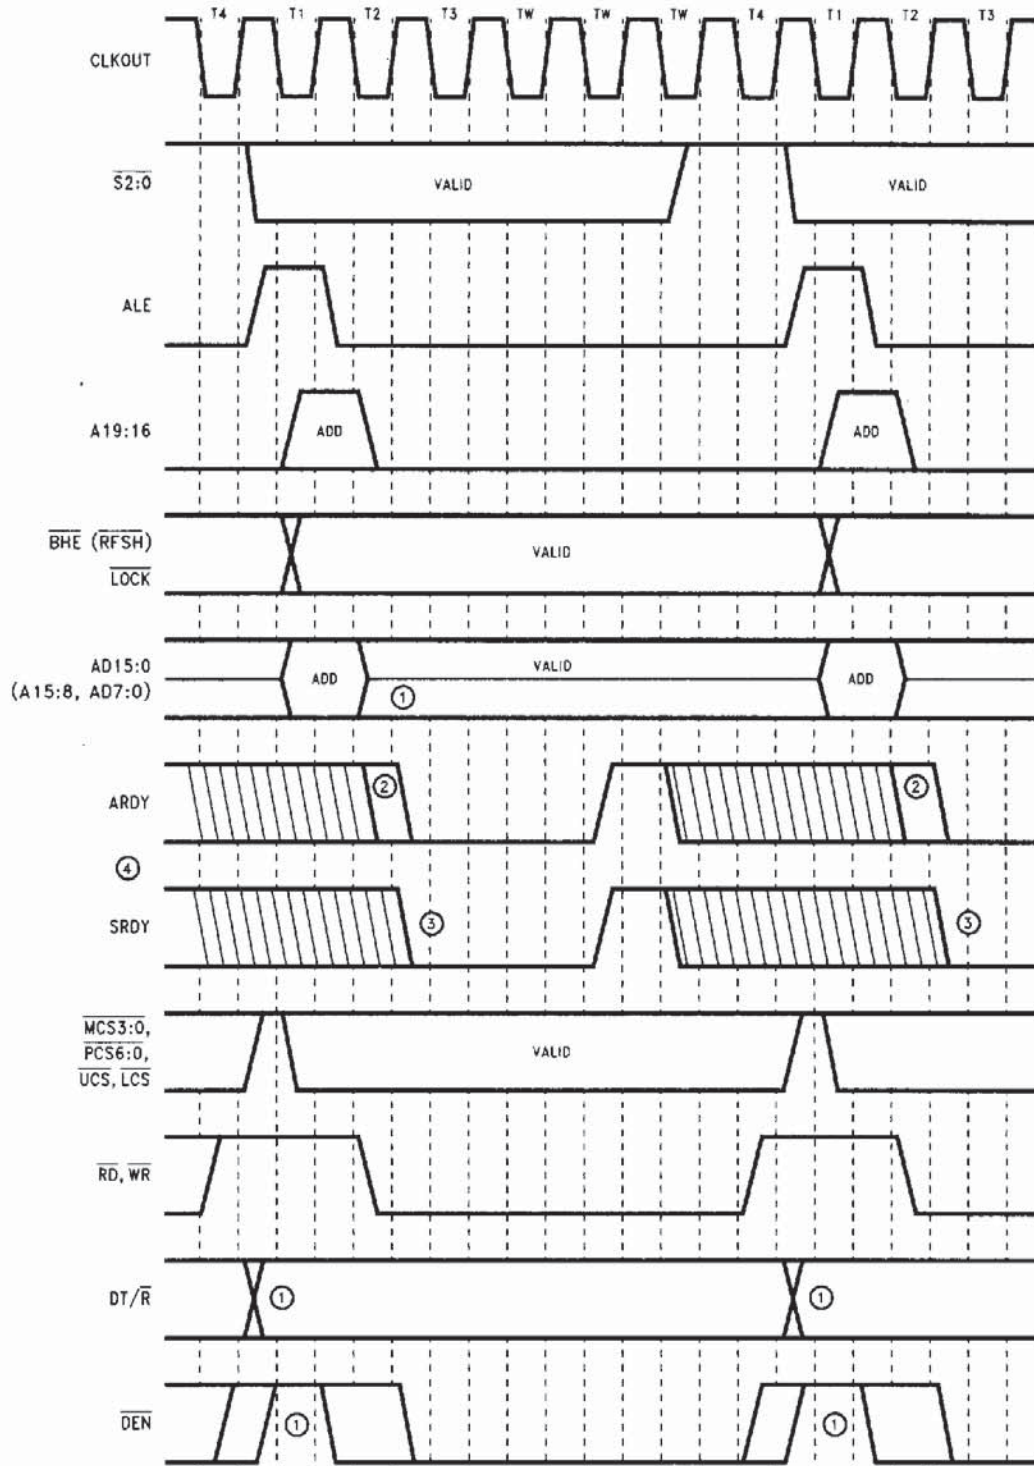 T4 T1 T2 T3 TW TW TW T4 T1 T2 T3
CLKOUT
S2:0
VALID
VALID
ALE
A19:16
ADD
ADD
BHE (RFSH)
LOCK
VALID
AD15:0
(A15:8, AD7:0)
ADD
VALID
ADD
1
ARDY
2
2
4
SRDY
3
3
MCS3:0,
PCS6:0,
UCS, LCS
VALID
RD, WR
DT/R
1
1
DEN
1
1